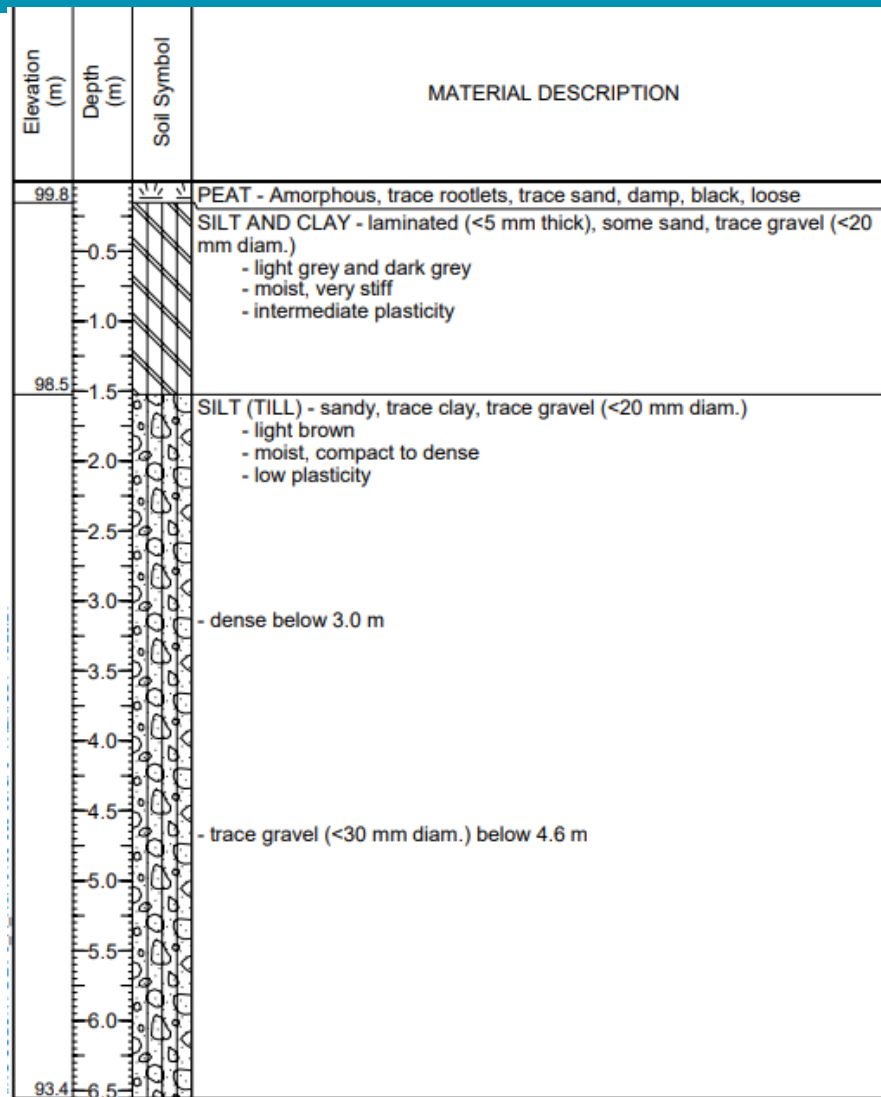 Elevation (m)
Depth (m)
Soil Symbol
MATERIAL DESCRIPTION
99.8
PEAT - Amorphous, trace rootlets, trace sand, damp, black, loose
SILT AND CLAY - laminated (<5 mm thick), some sand, trace gravel (<20
mm diam.)
0.5
- light grey and dark grey
- moist, very stiff
- intermediate plasticity
1.0
98.5
1.5
SILT (TILL) - sandy, trace clay, trace gravel (<20 mm diam.)
- light brown
- moist, compact to dense
2.0
- low plasticity
2.5
3.0
- dense below 3.0 m
3.5
4.0
4.5
- trace gravel (<30 mm diam.) below 4.6 m
5.0
5.5
6.0
93.4
6.5